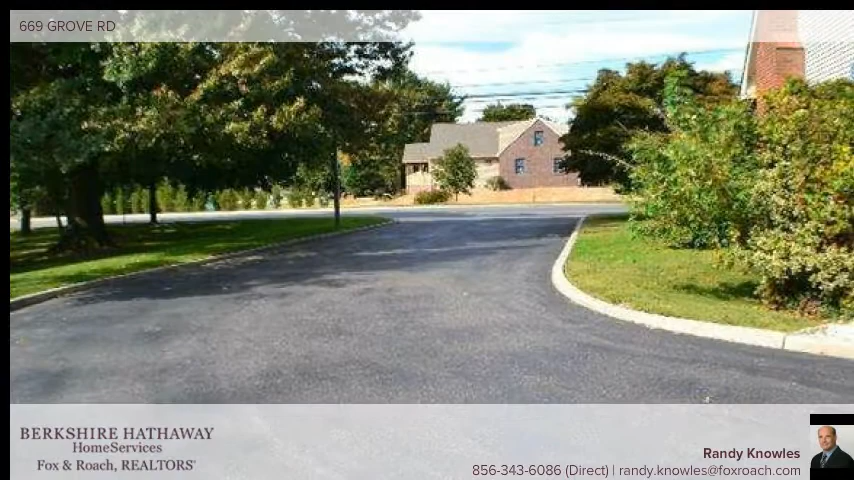 669 GROVE RD
BERKSHIRE HATHAWAY
HomeServices
Fox & Roach, REALTORS®
Randy Knowles
856-343-6086 (Direct) | randy.knowles@foxroach.com